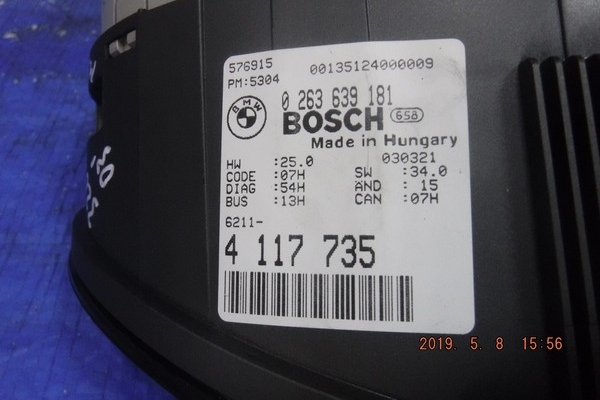 576915 00135124000009
PM:5304
BMW 0 263 639 181
BOSCH 658
Made in Hungary
030321
HW :25.0 SW :34.0
CODE :07H AND : 15
DIAG :54H CAN :07H
BUS :13H
6211-
4 117 735
2019. 5. 8 15:56